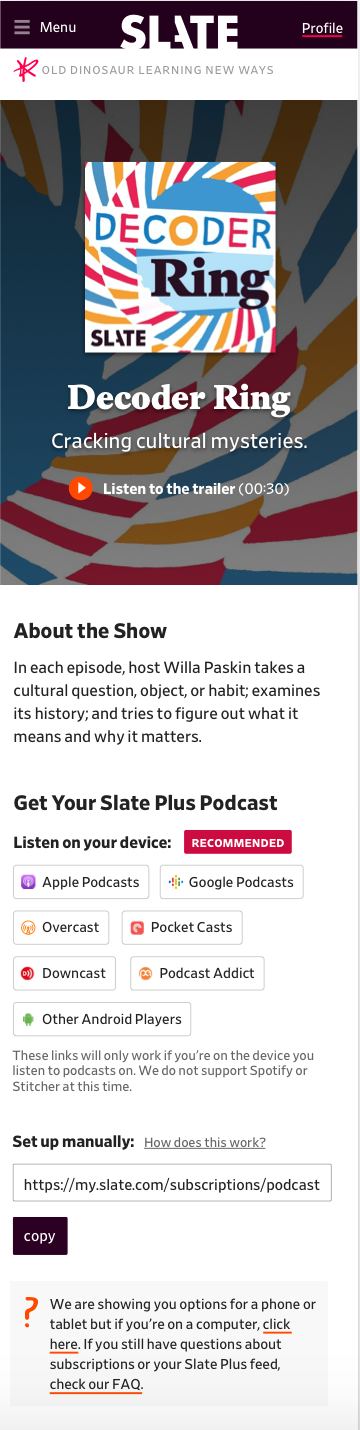 Menu
SLATE
Profile
OLD DINOSAUR LEARNING NEW WAYS
DECODER
Ring
SLATE
Decoder Ring
Cracking cultural mysteries.
Listen to the trailer (00:30)
About the Show
In each episode, host Willa Paskin takes a
cultural question, object, or habit; examines
its history; and tries to figure out what it
means and why it matters.
Get Your Slate Plus Podcast
Listen on your device: RECOMMENDED
Apple Podcasts Google Podcasts
Overcast Pocket Casts
Downcast Podcast Addict
Other Android Players
These links will only work if you’re on the device you
listen to podcasts on. We do not support Spotify or
Stitcher at this time.
Set up manually: How does this work?
https://my.slate.com/subscriptions/podcast
copy
? We are showing you options for a phone or
tablet but if you’re on a computer, click
here. If you still have questions about
subscriptions or your Slate Plus feed,
check our FAQ.